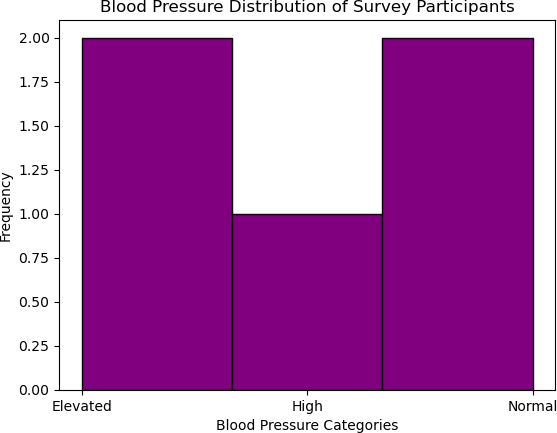 Blood Pressure Distribution of Survey Participants
2.00
1.75
1.50
1.25
1.00
0.75
0.50
0.25
0.00
Frequency
Elevated High Normal
Blood Pressure Categories